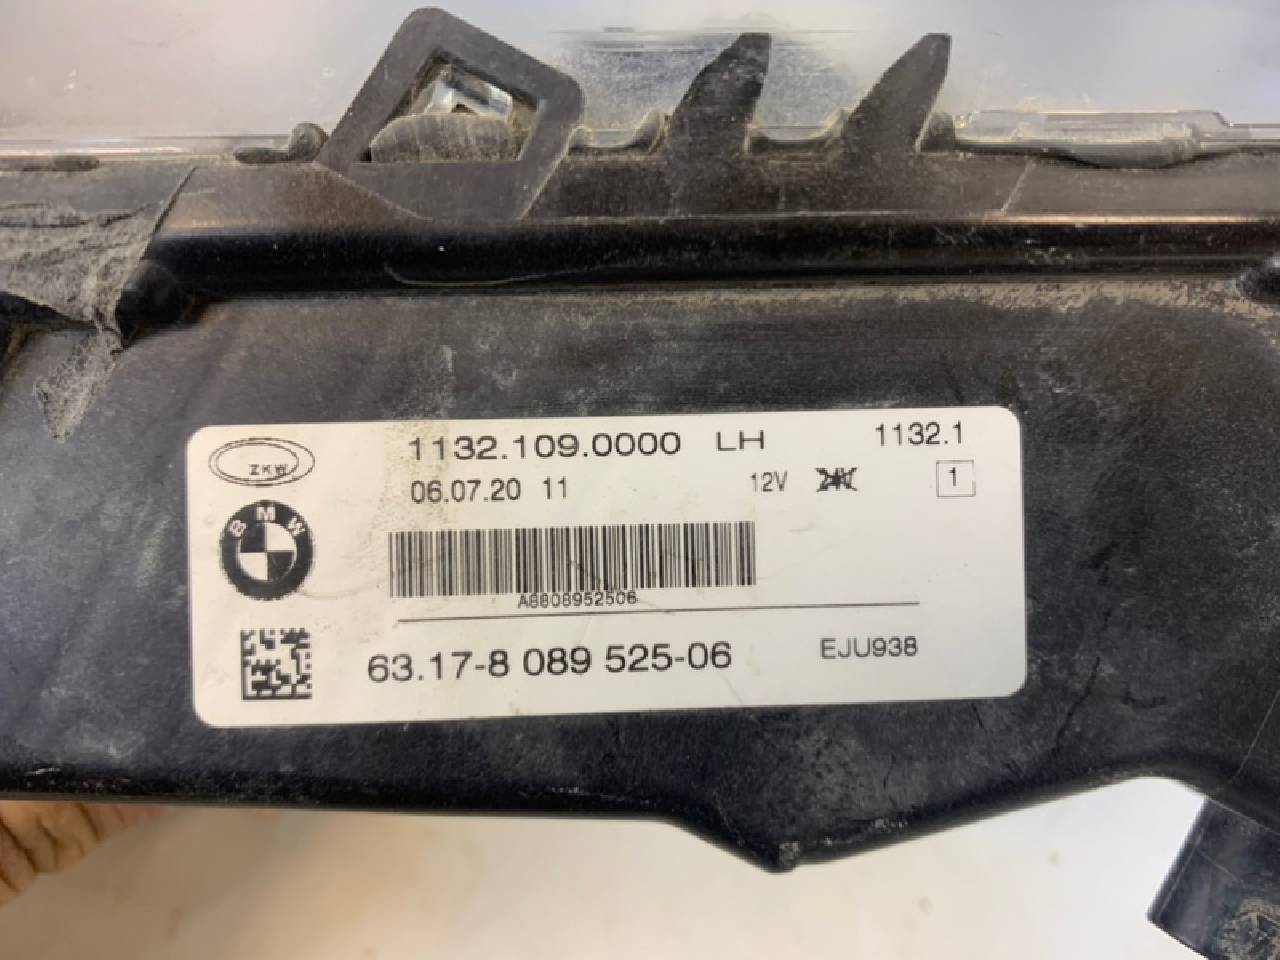 1132.109.0000 LH 1132.1
ZKW
06.07.20 11 12V 24V 1
BMW
A8808952506
63.17-8 089 525-06 EJU938